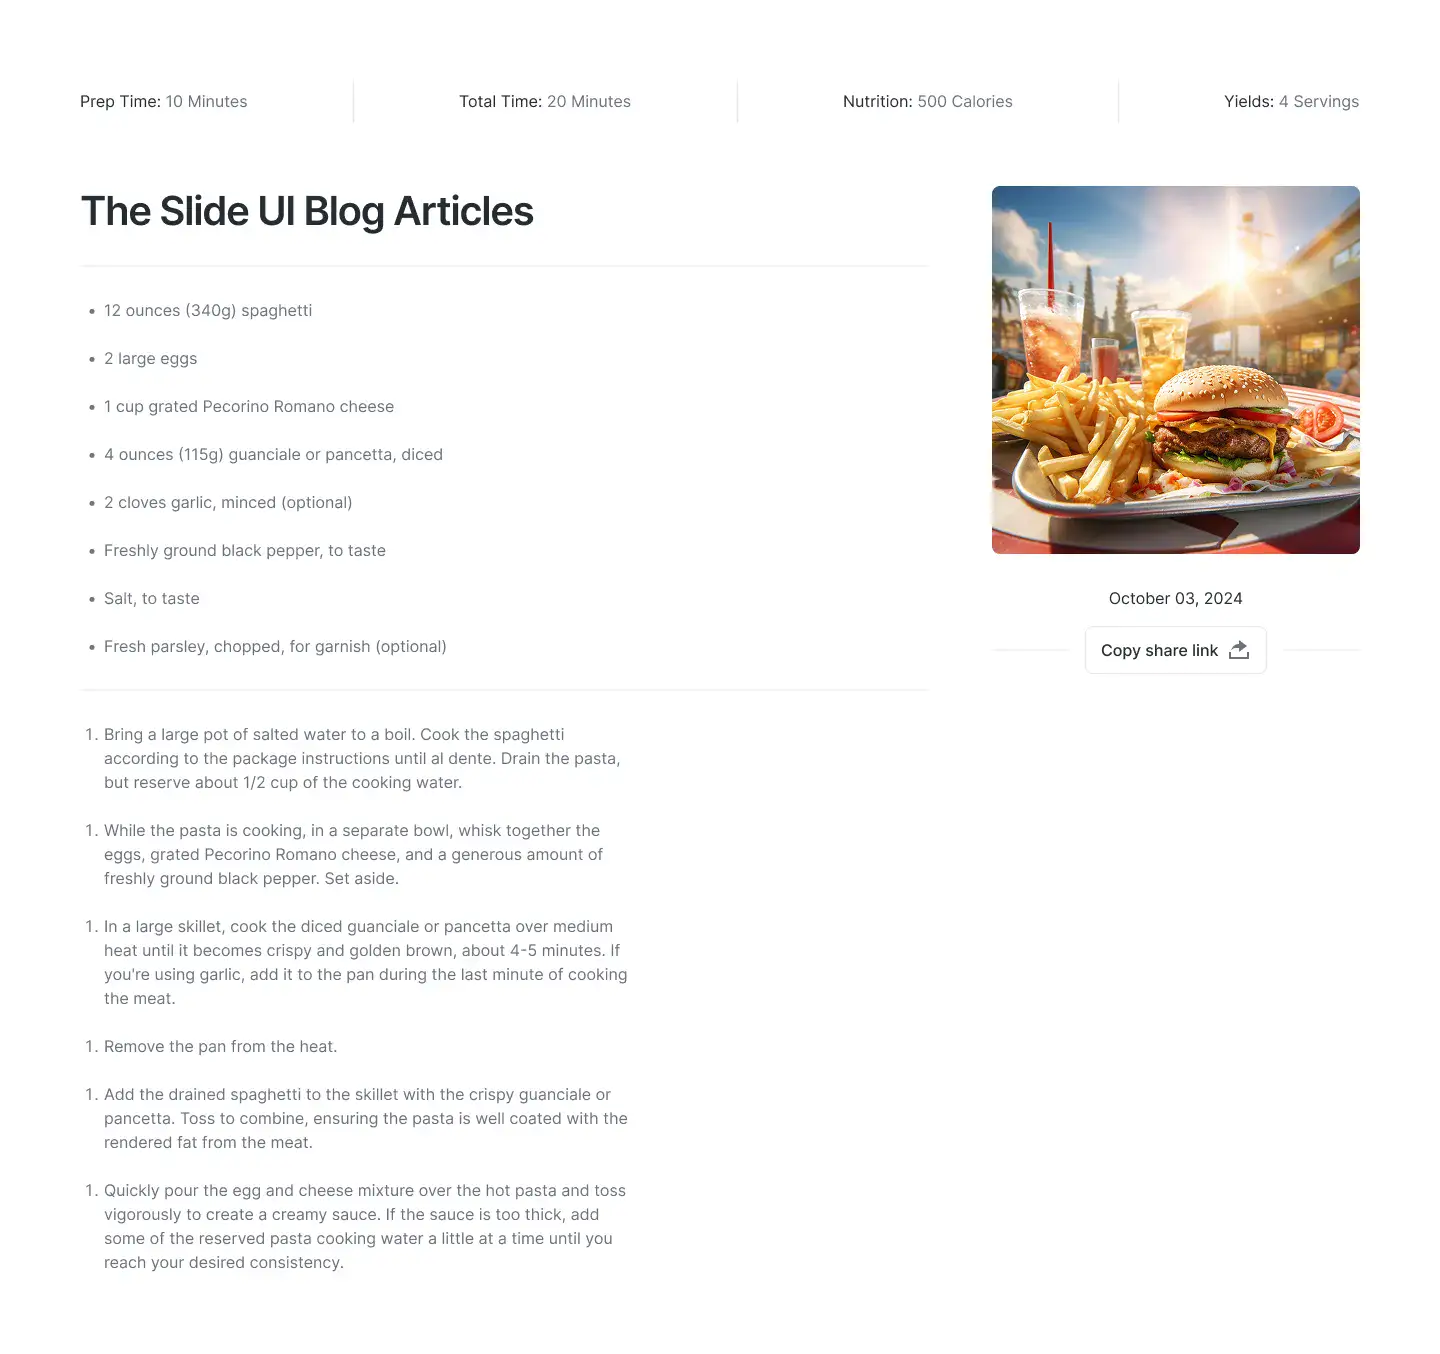 Prep Time: 10 Minutes
Total Time: 20 Minutes
Nutrition: 500 Calories
Yields: 4 Servings
The Slide UI Blog Articles
• 12 ounces (340g) spaghetti
• 2 large eggs
• 1 cup grated Pecorino Romano cheese
• 4 ounces (115g) guanciale or pancetta, diced
• 2 cloves garlic, minced (optional)
• Freshly ground black pepper, to taste
• Salt, to taste
• Fresh parsley, chopped, for garnish (optional)
1. Bring a large pot of salted water to a boil. Cook the spaghetti
according to the package instructions until al dente. Drain the pasta,
but reserve about 1/2 cup of the cooking water.
1. While the pasta is cooking, in a separate bowl, whisk together the
eggs, grated Pecorino Romano cheese, and a generous amount of
freshly ground black pepper. Set aside.
1. In a large skillet, cook the diced guanciale or pancetta over medium
heat until it becomes crispy and golden brown, about 4-5 minutes. If
you're using garlic, add it to the pan during the last minute of cooking
the meat.
1. Remove the pan from the heat.
1. Add the drained spaghetti to the skillet with the crispy guanciale or
pancetta. Toss to combine, ensuring the pasta is well coated with the
rendered fat from the meat.
1. Quickly pour the egg and cheese mixture over the hot pasta and toss
vigorously to create a creamy sauce. If the sauce is too thick, add
some of the reserved pasta cooking water a little at a time until you
reach your desired consistency.
October 03, 2024
Copy share link